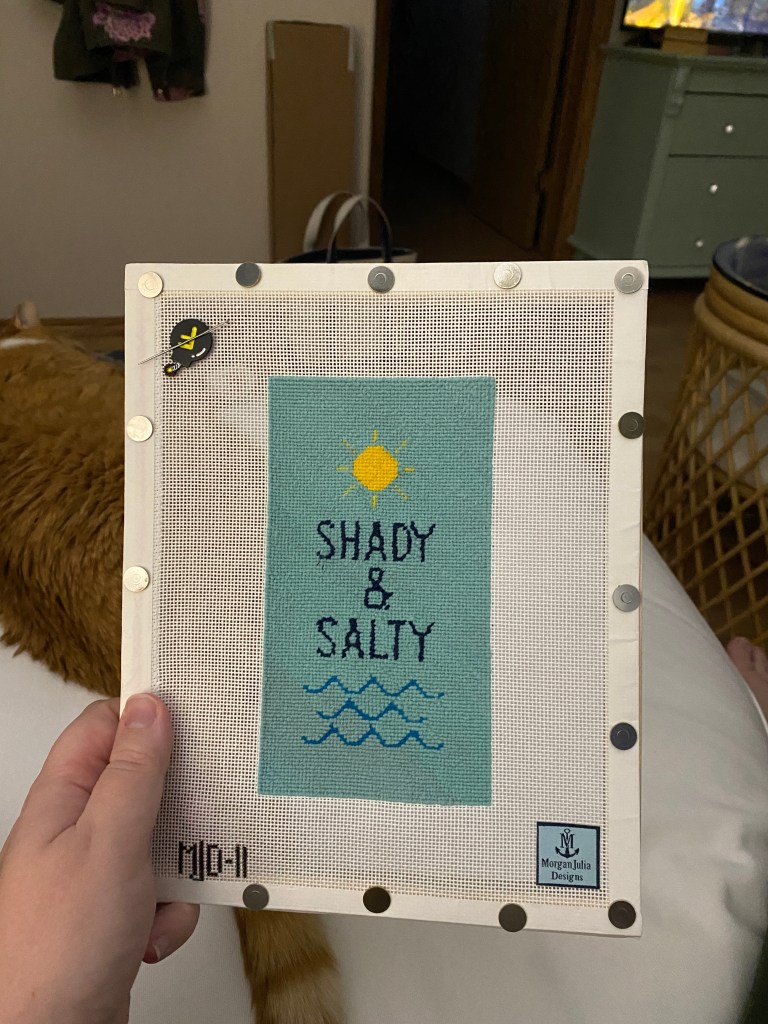 SHADY
&
SALTY
MJD-11
M
Morgan Julia
Designs